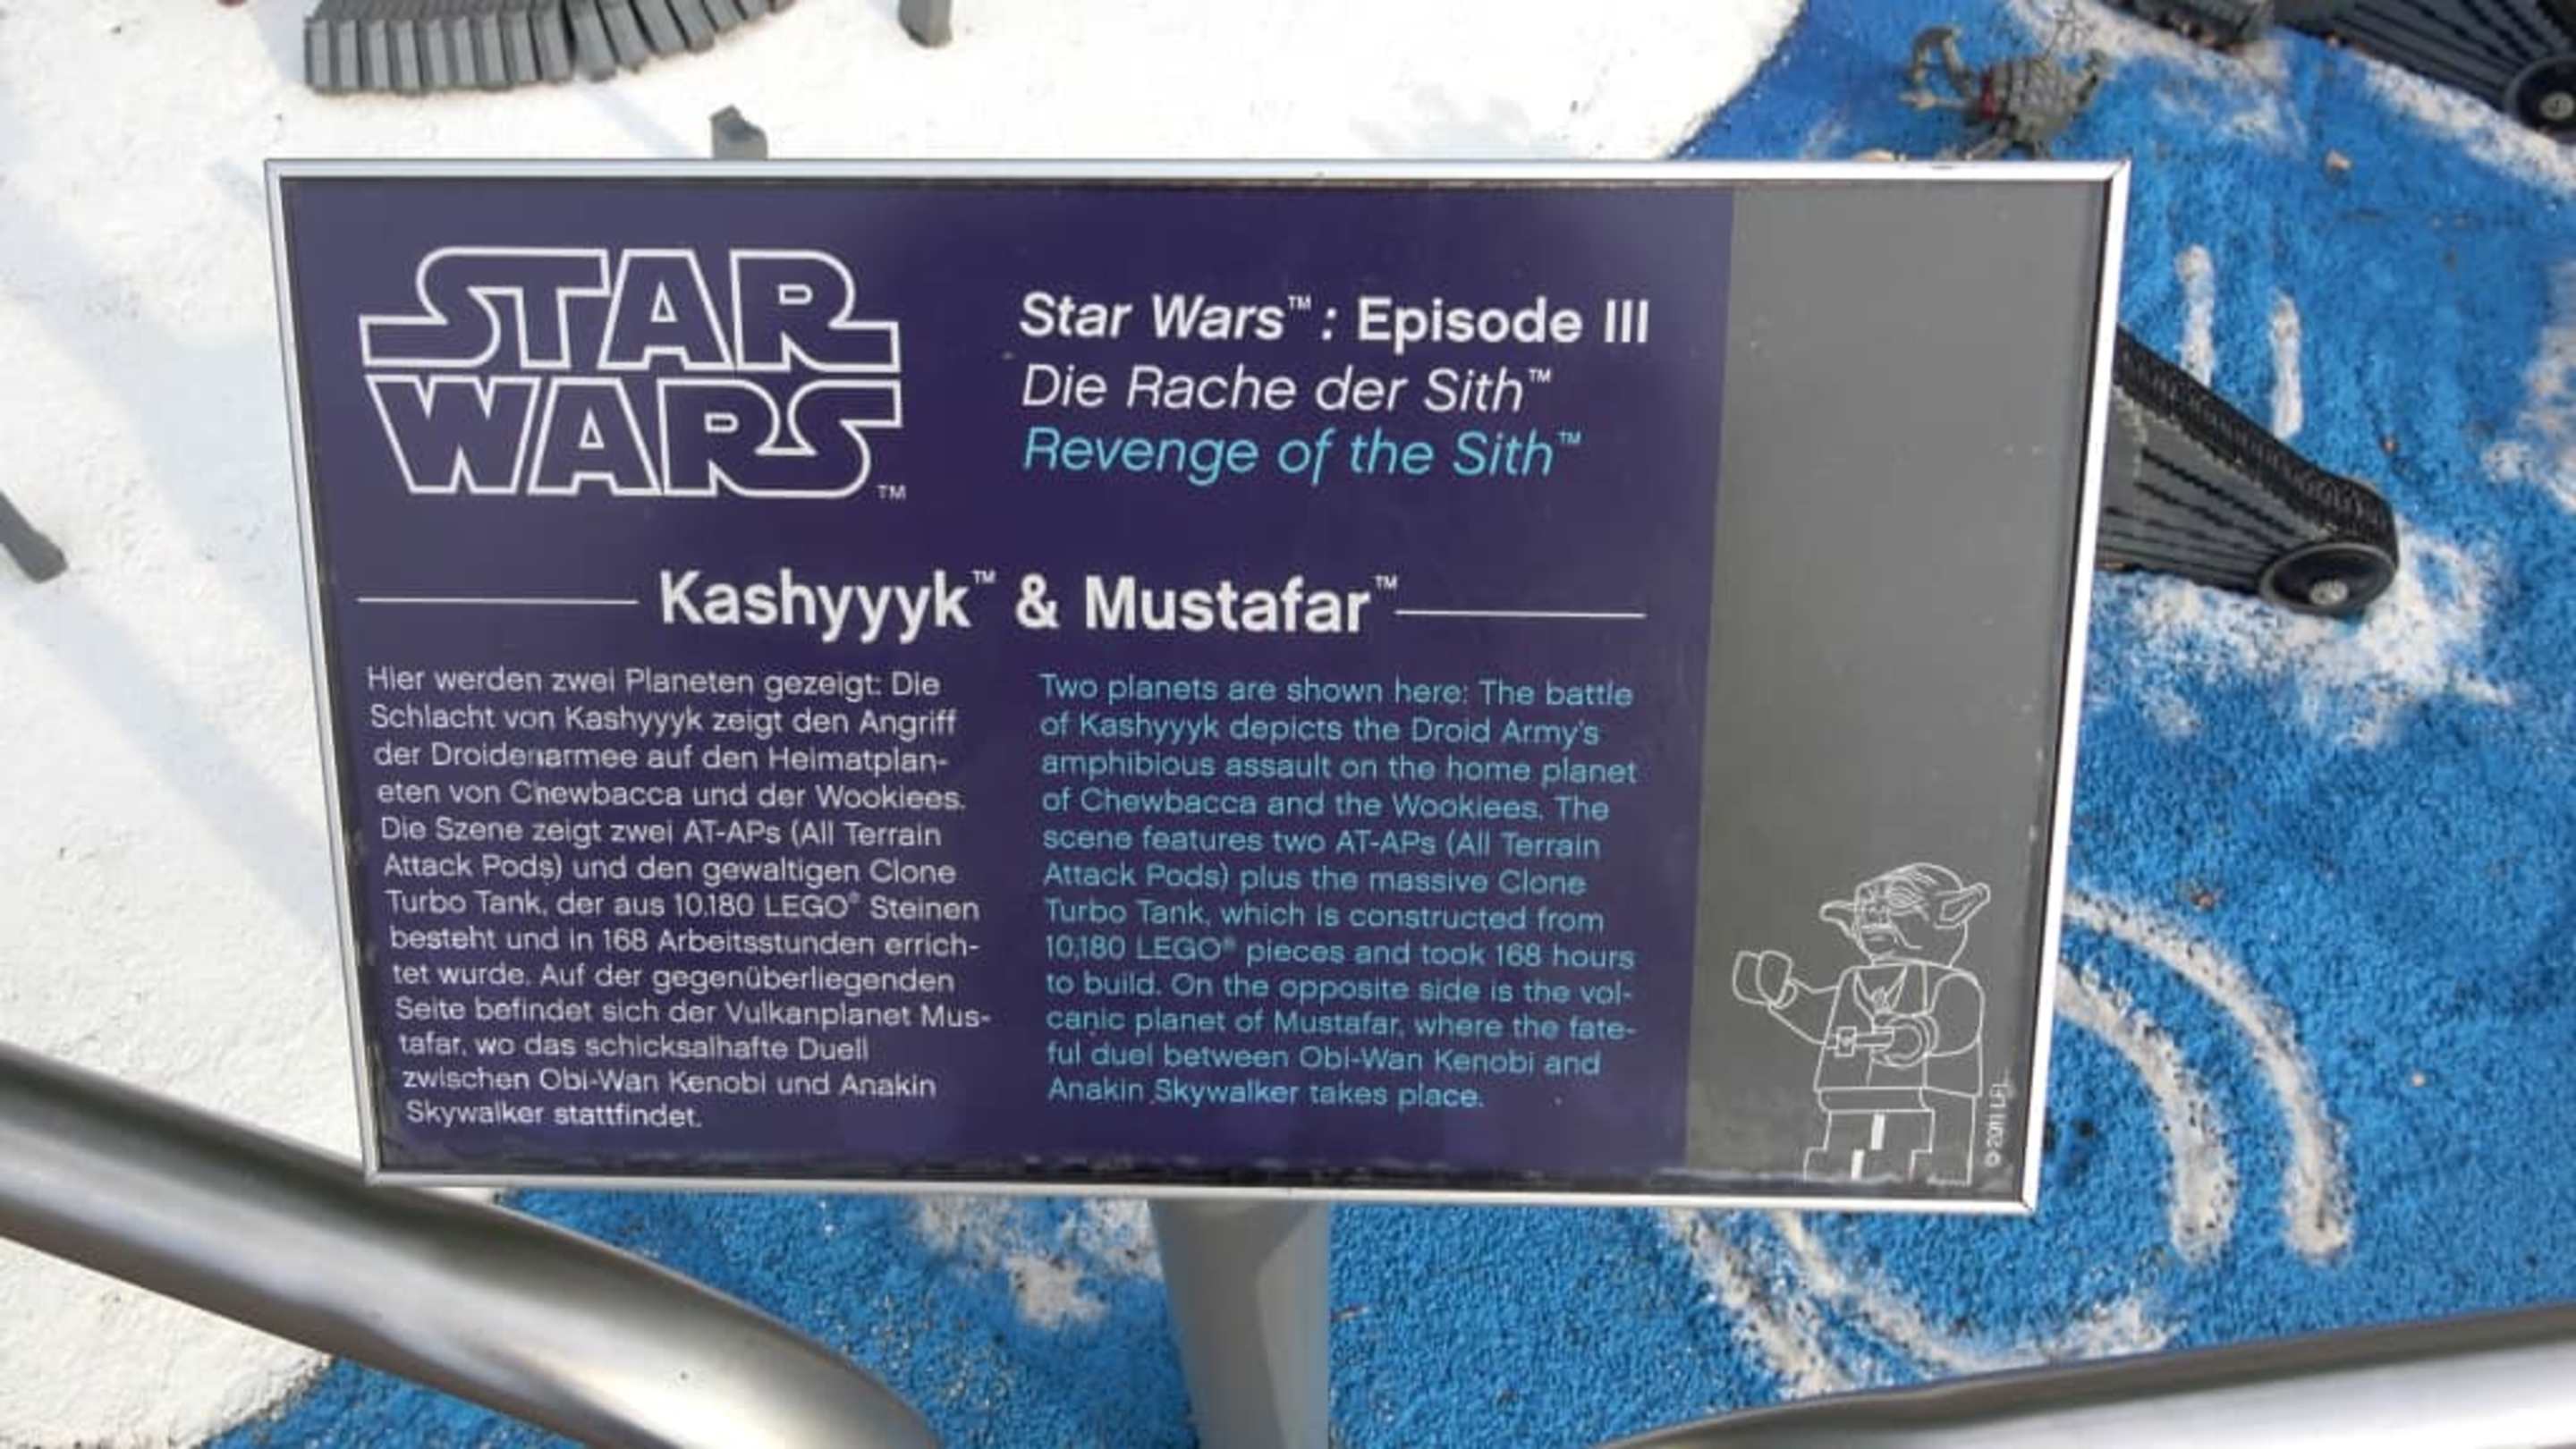 STAR
WARS™
Star Wars™: Episode III
Die Rache der Sith™
Revenge of the Sith™
Kashyyyk™ & Mustafar™
Hier werden zwei Planeten gezeigt: Die
Schlacht von Kashyyyk zeigt den Angriff
der Droidenarmee auf den Heimatplan-
eten von Chewbacca und der Wookiees.
Die Szene zeigt zwei AT-APs (All Terrain
Attack Pods) und den gewaltigen Clone
Turbo Tank, der aus 10.180 LEGO® Steinen
besteht und in 168 Arbeitsstunden errich-
tet wurde. Auf der gegenüberliegenden
Seite befindet sich der Vulkanplanet Mus-
tafar, wo das schicksalhafte Duell
zwischen Obi-Wan Kenobi und Anakin
Skywalker stattfindet.
Two planets are shown here: The battle
of Kashyyyk depicts the Droid Army's
amphibious assault on the home planet
of Chewbacca and the Wookiees. The
scene features two AT-APs (All Terrain
Attack Pods) plus the massive Clone
Turbo Tank, which is constructed from
10,180 LEGO® pieces and took 168 hours
to build. On the opposite side is the vol-
canic planet of Mustafar, where the fate-
ful duel between Obi-Wan Kenobi and
Anakin Skywalker takes place.
© 2011 LFL